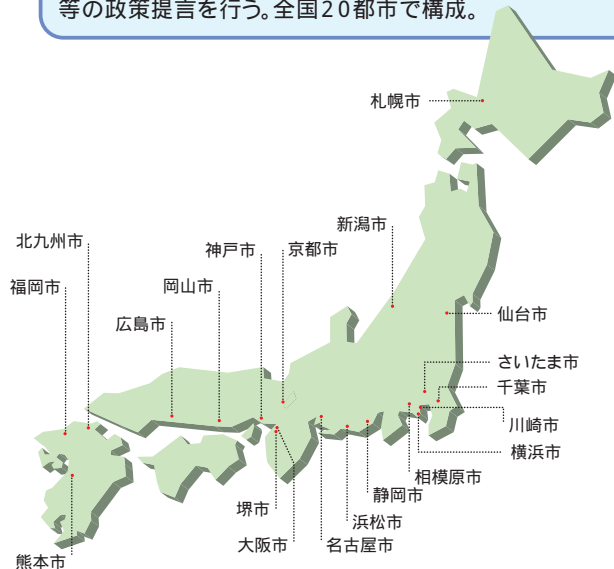 等の政策提言を行う。全国20都市で構成。
札幌市
新潟市
北九州市
神戸市
京都市
福岡市
岡山市
広島市
仙台市
さいたま市
千葉市
川崎市
横浜市
相模原市
静岡市
堺市
浜松市
大阪市
名古屋市
熊本市